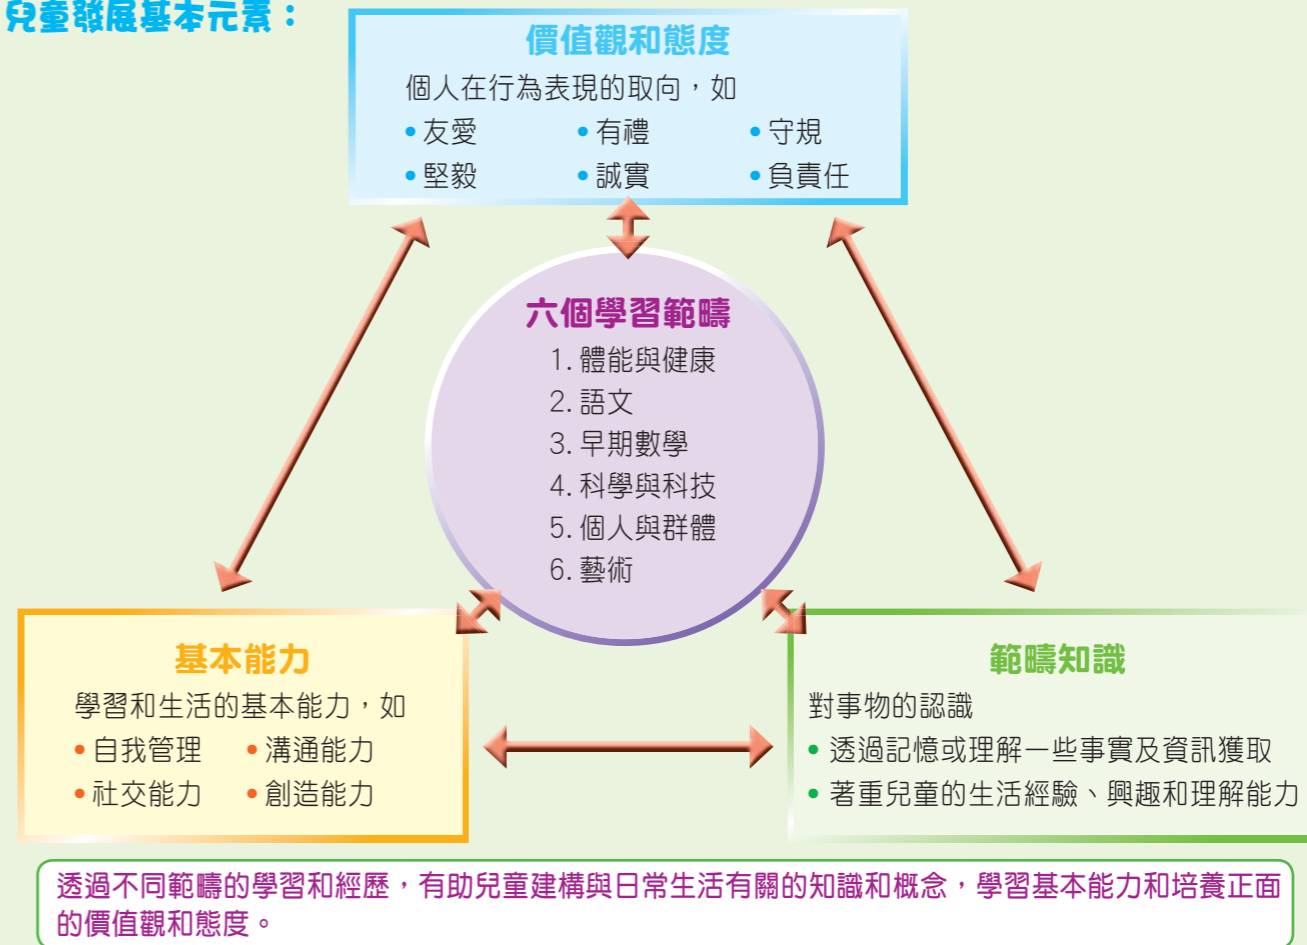 兒童發展基本元素：
價值觀和態度
個人在行為表現的取向，如
•友愛 •有禮 •守規
•堅毅 •誠實 •負責任
六個學習範疇
1. 體能與健康
2. 語文
3. 早期數學
4. 科學與科技
5. 個人與群體
6. 藝術
基本能力
學習和生活的基本能力，如
•自我管理 •溝通能力
•社交能力 •創造能力
範疇知識
對事物的認識
•透過記憶或理解一些事實及資訊獲取
•著重兒童的生活經驗、興趣和理解能力
透過不同範疇的學習和經歷，有助兒童建構與日常生活有關的知識和概念，學習基本能力和培養正面
的價值觀和態度。